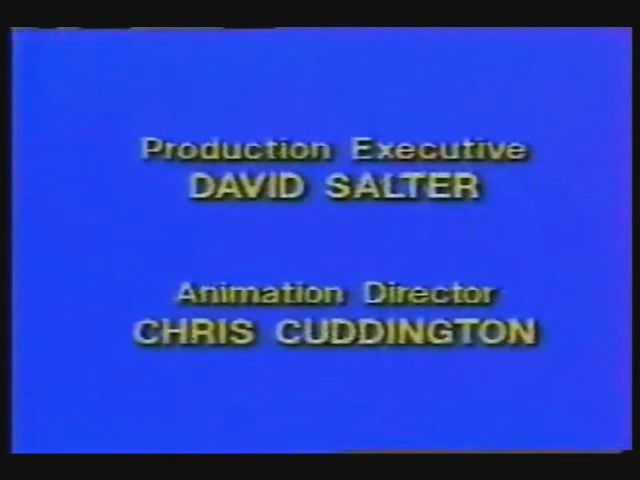 Production Executive
DAVID SALTER
Animation Director
CHRIS CUDDINGTON